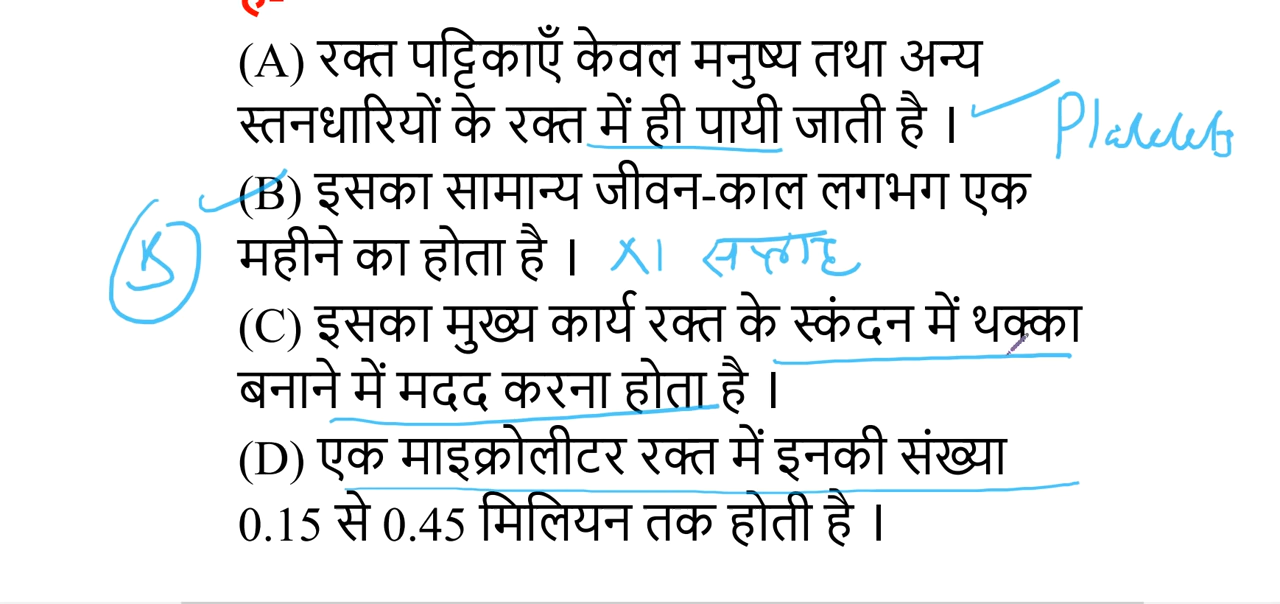 (A) रक्त पट्टिकाएँ केवल मनुष्य तथा अन्य
स्तनधारियों के रक्त में ही पायी जाती है । Platelets
(B) इसका सामान्य जीवन-काल लगभग एक
महीने का होता है । X 1 सप्ताह
B
(C) इसका मुख्य कार्य रक्त के स्कंदन में थक्का
बनाने में मदद करना होता है ।
(D) एक माइक्रोलीटर रक्त में इनकी संख्या
0.15 से 0.45 मिलियन तक होती है ।